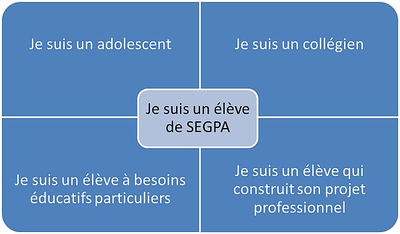 Je suis un adolescent
Je suis un collégien
Je suis un élève
de SEGPA
Je suis un élève à besoins
éducatifs particuliers
Je suis un élève qui
construit son projet
professionnel